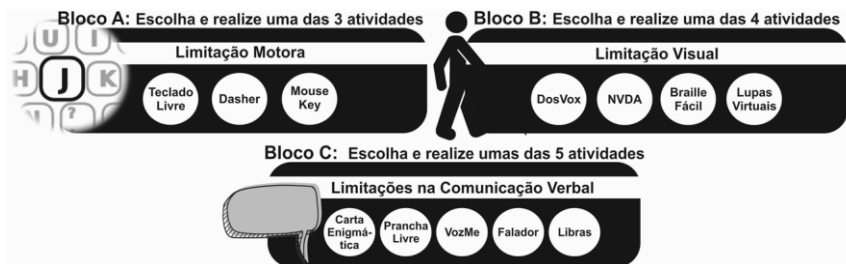 Bloco A: Escolha e realize uma das 3 atividades
Limitação Motora
U
I
H
J
K
N
?
Teclado
Livre
Dasher
Mouse
Key
Bloco B: Escolha e realize uma das 4 atividades
Limitação Visual
DosVox
NVDA
Braille
Fácil
Lupas
Virtuais
Bloco C: Escolha e realize umas das 5 atividades
Limitações na Comunicação Verbal
Carta
Enigmá-
tica
Prancha
Livre
VozMe
Falador
Libras